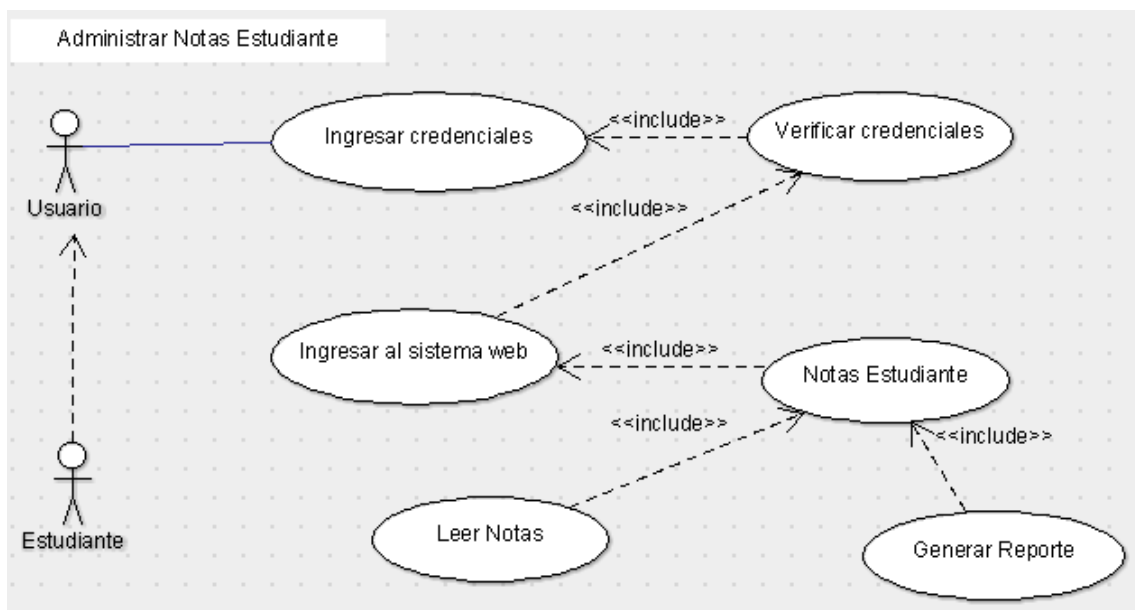 Administrar Notas Estudiante
Ingresar credenciales
<<include>>
Verificar credenciales
Usuario
<<include>>
Ingresar al sistema web
<<include>>
Notas Estudiante
<<include>>
<<include>>
Estudiante
Leer Notas
Generar Reporte